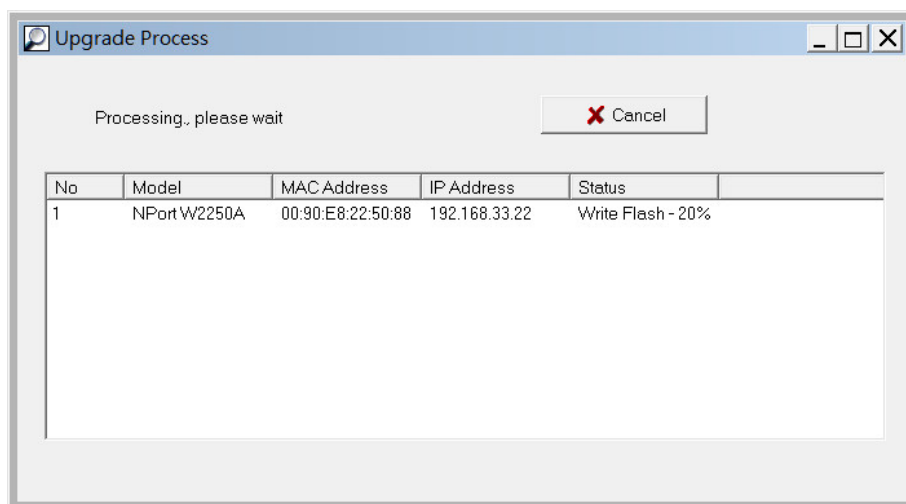 Upgrade Process
Processing., please wait
Cancel
No Model MAC Address IP Address Status
1 NPort W2250A 00:90:E8:22:50:88 192.168.33.22 Write Flash - 20%